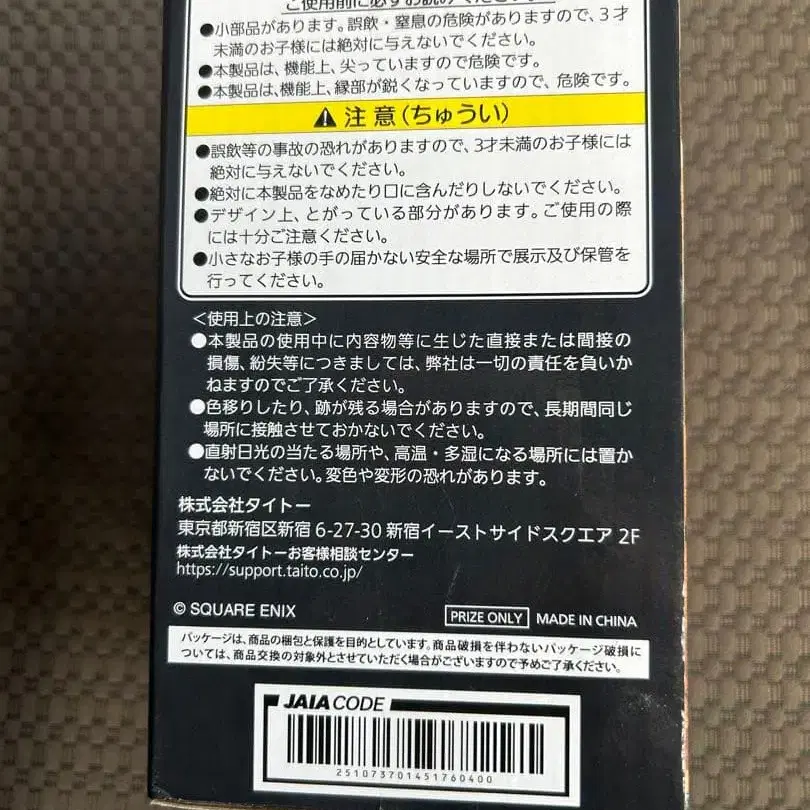 ご使用前に必ずお読みください。
●小部品があります。誤飲・窒息の危険がありますので、3才
未満のお子様には絶対に与えないでください。
●本製品は、機能上、尖っていますので危険です。
●本製品は、機能上、縁部が鋭くなっていますので、危険です。
注意(ちゅうい)
●誤飲等の事故の恐れがありますので、3才未満のお子様には
絶対に与えないでください。
●絶対に本製品をなめたり口に含んだりしないでください。
●デザイン上、とがっている部分があります。ご使用の際
には十分ご注意ください。
●小さなお子様の手の届かない安全な場所で展示及び保管を
行ってください。
<使用上の注意>
●本製品の使用中に内容物等に生じた直接または間接の
損傷、紛失等につきましては、弊社は一切の責任を負いか
ねますのでご了承ください。
●色移りしたり、跡が残る場合がありますので、長期間同じ
場所に接触させておかないでください。
●直射日光の当たる場所や、高温・多湿になる場所には置か
ないでください。変色や変形の恐れがあります。
株式会社タイトー
東京都新宿区新宿 6-27-30 新宿イーストサイドスクエア 2F
株式会社タイトーお客様相談センター
https://support.taito.co.jp/
© SQUARE ENIX
PRIZE ONLY MADE IN CHINA
パッケージは、商品の梱包と保護を目的としています。商品破損を伴わないパッケージ破損に
ついては、商品交換の対象外とさせていただく場合がございますので予めご了承ください。
JAIA CODE
251073701451760400